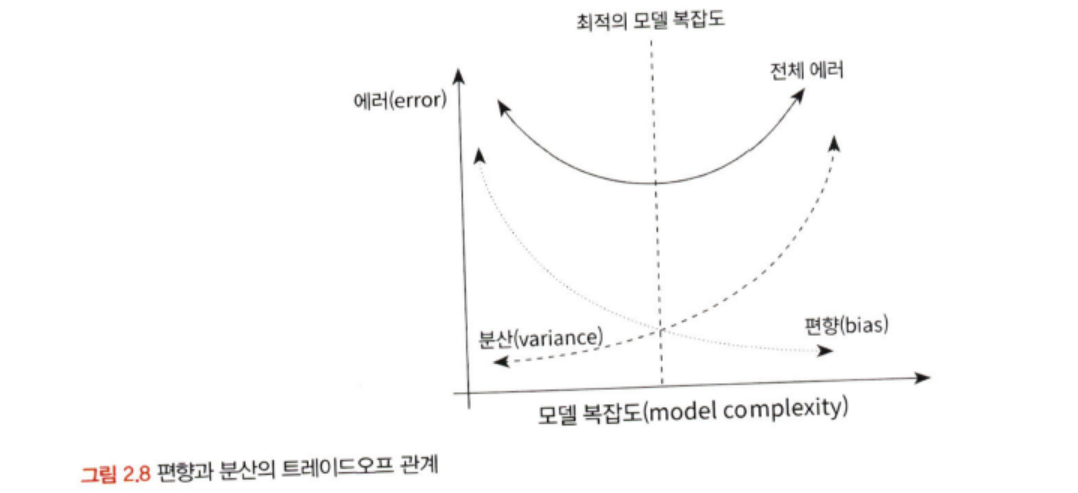 최적의 모델 복잡도
전체 에러
에러(error)
분산(variance)
편향(bias)
모델 복잡도(model complexity)
그림 2.8 편향과 분산의 트레이드오프 관계